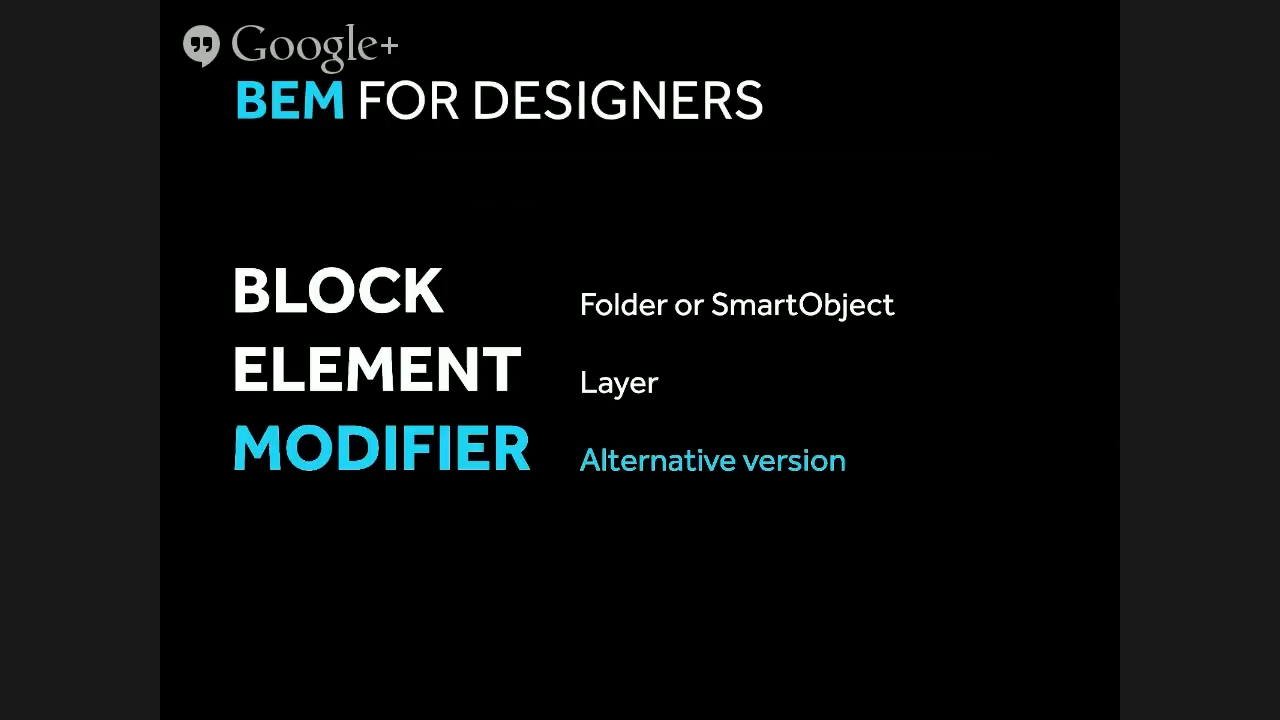 Google+
BEM FOR DESIGNERS
BLOCK Folder or SmartObject
ELEMENT Layer
MODIFIER Alternative version